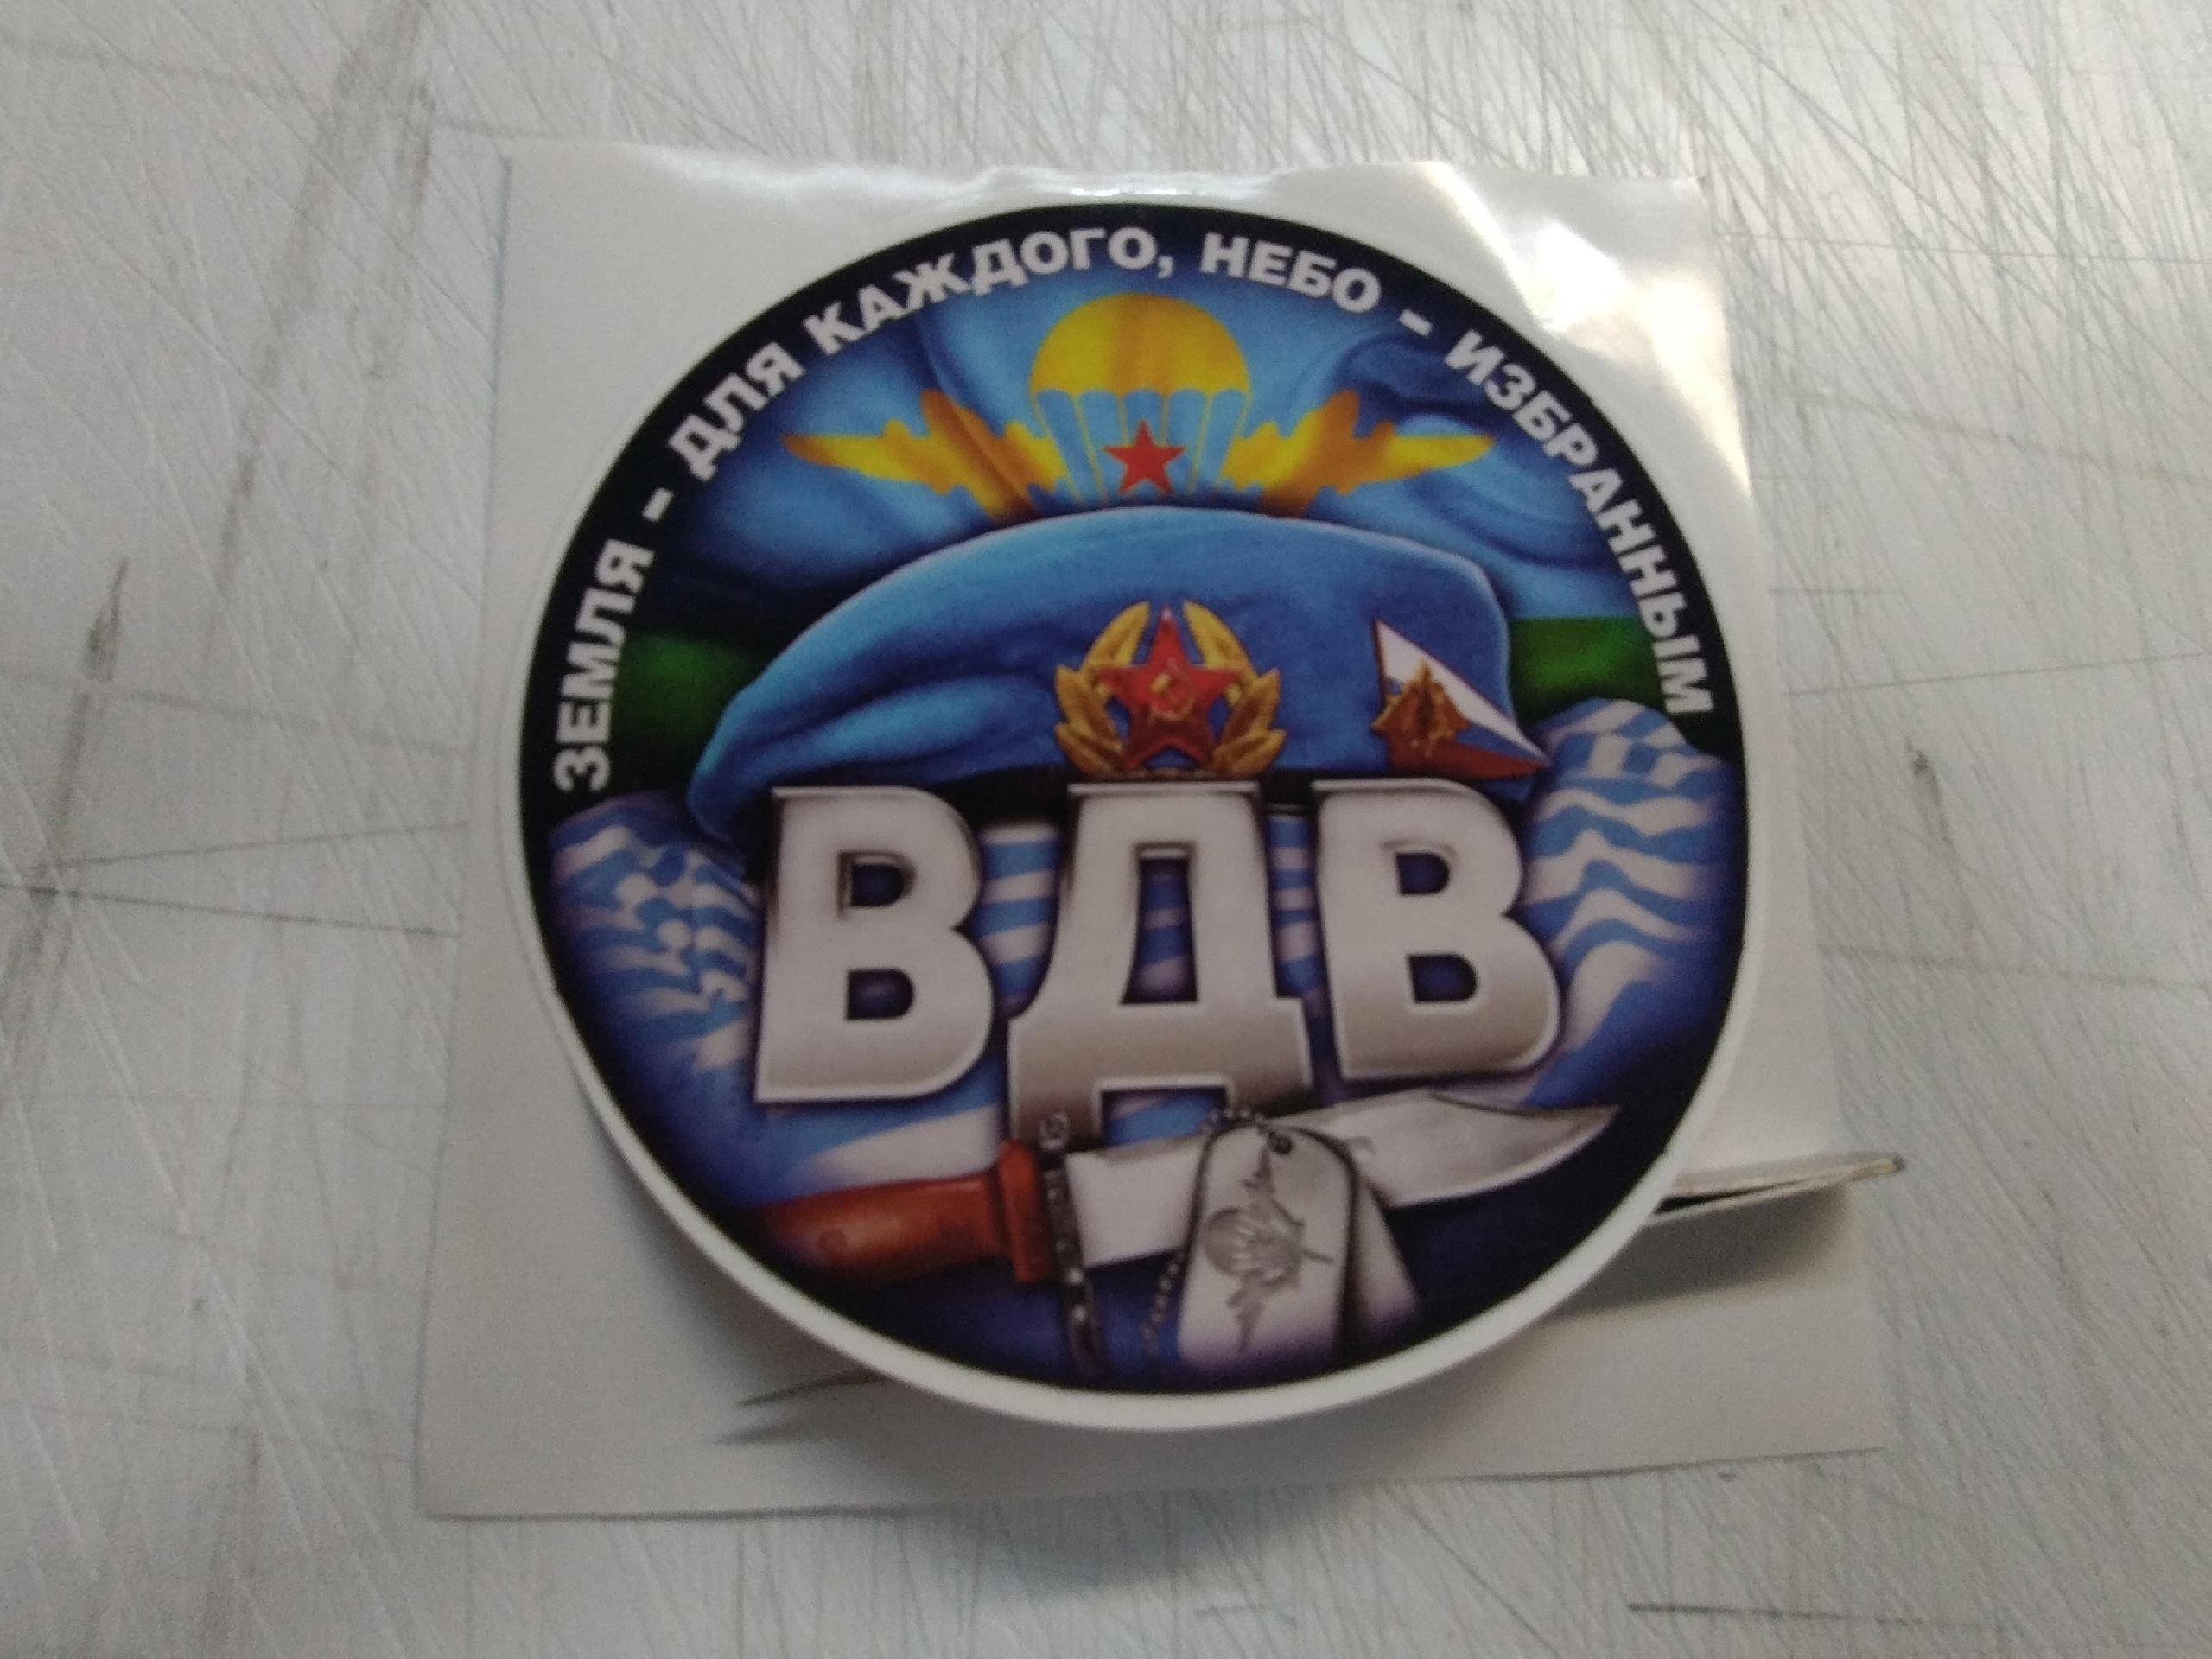 ЗЕМЛЯ - ДЛЯ КАЖДОГО, НЕБО - ИЗБРАННЫМ
ВДВ